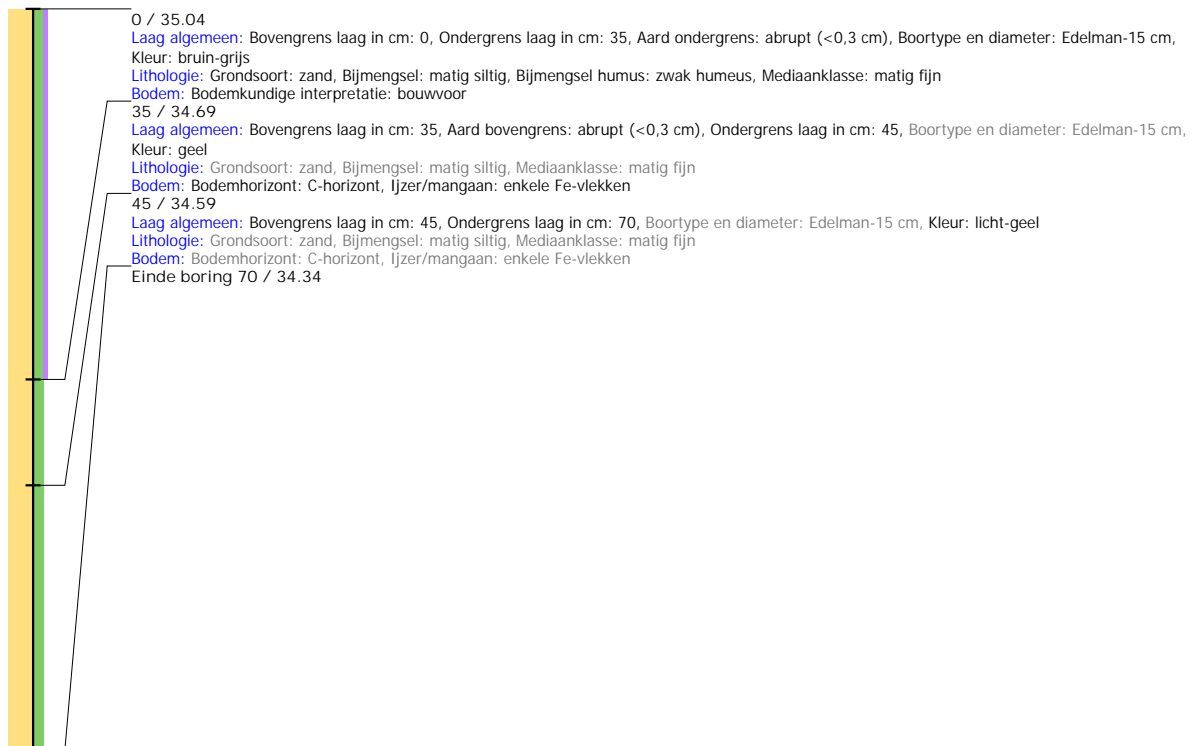 0 / 35.04
Laag algemeen: Bovengrens laag in cm: 0, Ondergrens laag in cm: 35, Aard ondergrens: abrupt (<0,3 cm), Boortype en diameter: Edelman-15 cm,
Kleur: bruin-grijs
Lithologie: Grondsoort: zand, Bijmengsel: matig siltig, Bijmengsel humus: zwak humeus, Mediaanklasse: matig fijn
Bodem: Bodemkundige interpretatie: bouwvoor
35 / 34.69
Laag algemeen: Bovengrens laag in cm: 35, Aard bovengrens: abrupt (<0,3 cm), Ondergrens laag in cm: 45, Boortype en diameter: Edelman-15 cm,
Kleur: geel
Lithologie: Grondsoort: zand, Bijmengsel: matig siltig, Mediaanklasse: matig fijn
Bodem: Bodemhorizont: C-horizont, Ijzer/mangaan: enkele Fe-vlekken
45 / 34.59
Laag algemeen: Bovengrens laag in cm: 45, Ondergrens laag in cm: 70, Boortype en diameter: Edelman-15 cm, Kleur: licht-geel
Lithologie: Grondsoort: zand, Bijmengsel: matig siltig, Mediaanklasse: matig fijn
Bodem: Bodemhorizont: C-horizont, Ijzer/mangaan: enkele Fe-vlekken
Einde boring 70 / 34.34